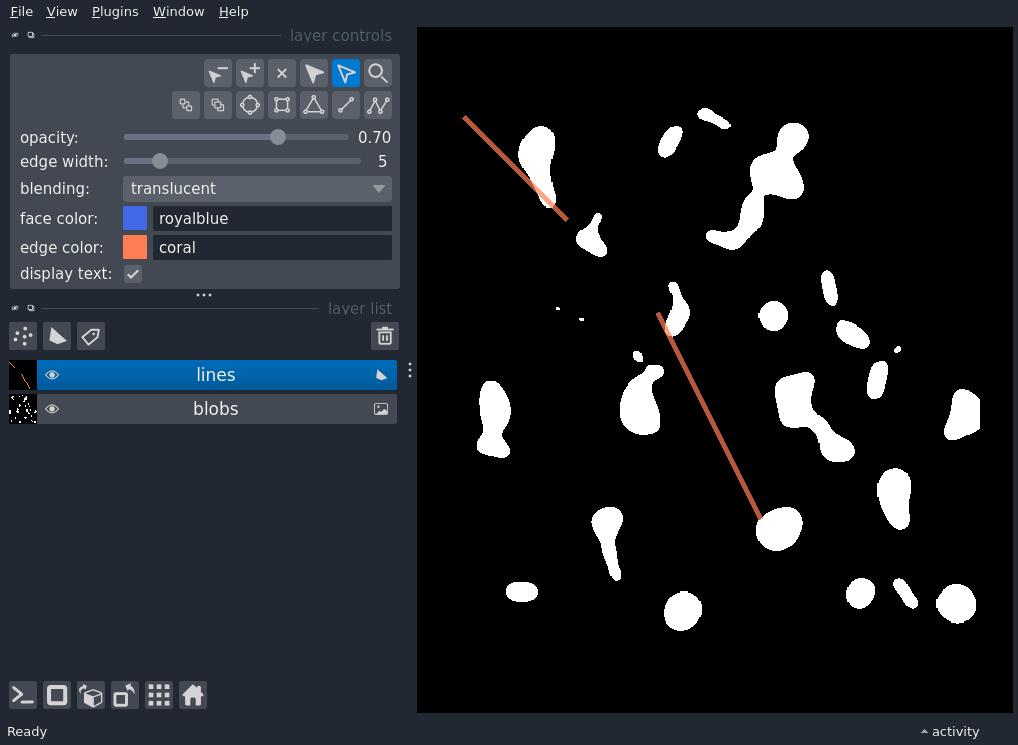 File View Plugins Window Help
layer controls
opacity: 0.70
edge width: 5
blending: translucent
face color: royalblue
edge color: coral
display text:
layer list
lines
blobs
Ready
activity